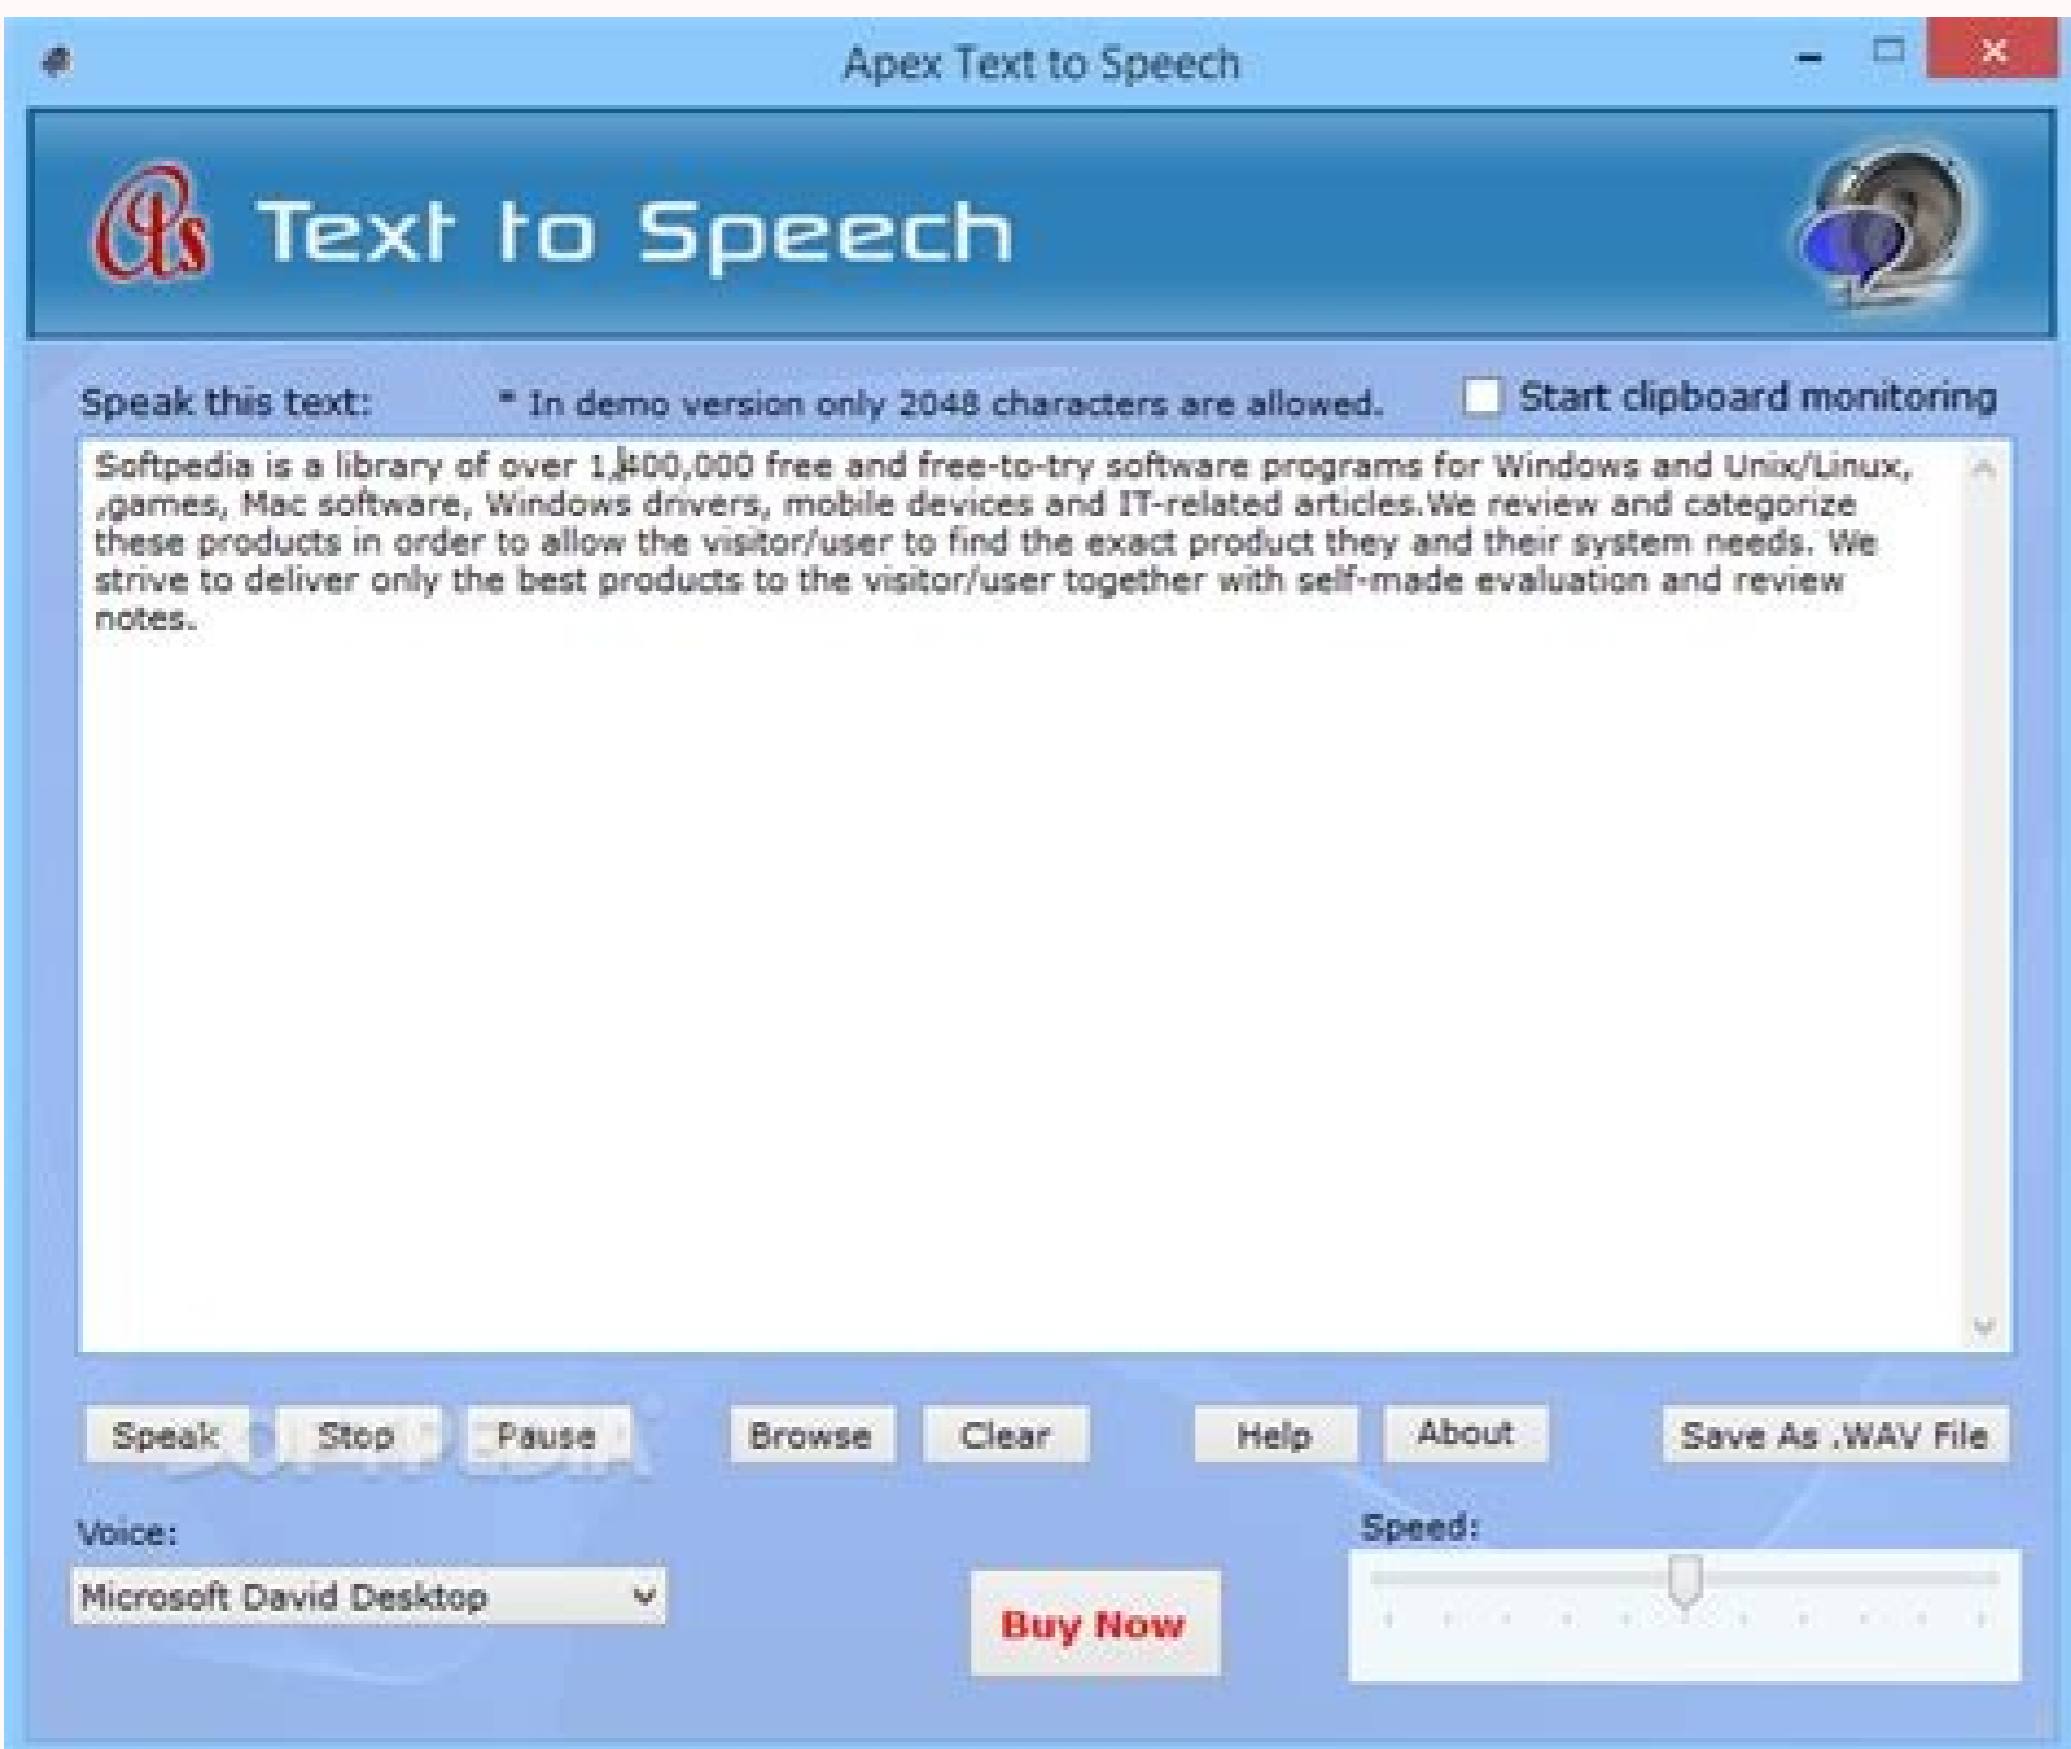 Apex Text to Speech
Ats Text to Speech
Speak this text: * In demo version only 2048 characters are allowed. Start clipboard monitoring
Softpedia is a library of over 1,400,000 free and free-to-try software programs for Windows and Unix/Linux,
,games, Mac software, Windows drivers, mobile devices and IT-related articles.We review and categorize
these products in order to allow the visitor/user to find the exact product they and their system needs. We
strive to deliver only the best products to the visitor/user together with self-made evaluation and review
notes.
Speak Stop Pause Browse Clear Help About Save As .WAV File
SOFTPEDIA
Voice: Speed:
Microsoft David Desktop
Buy Now